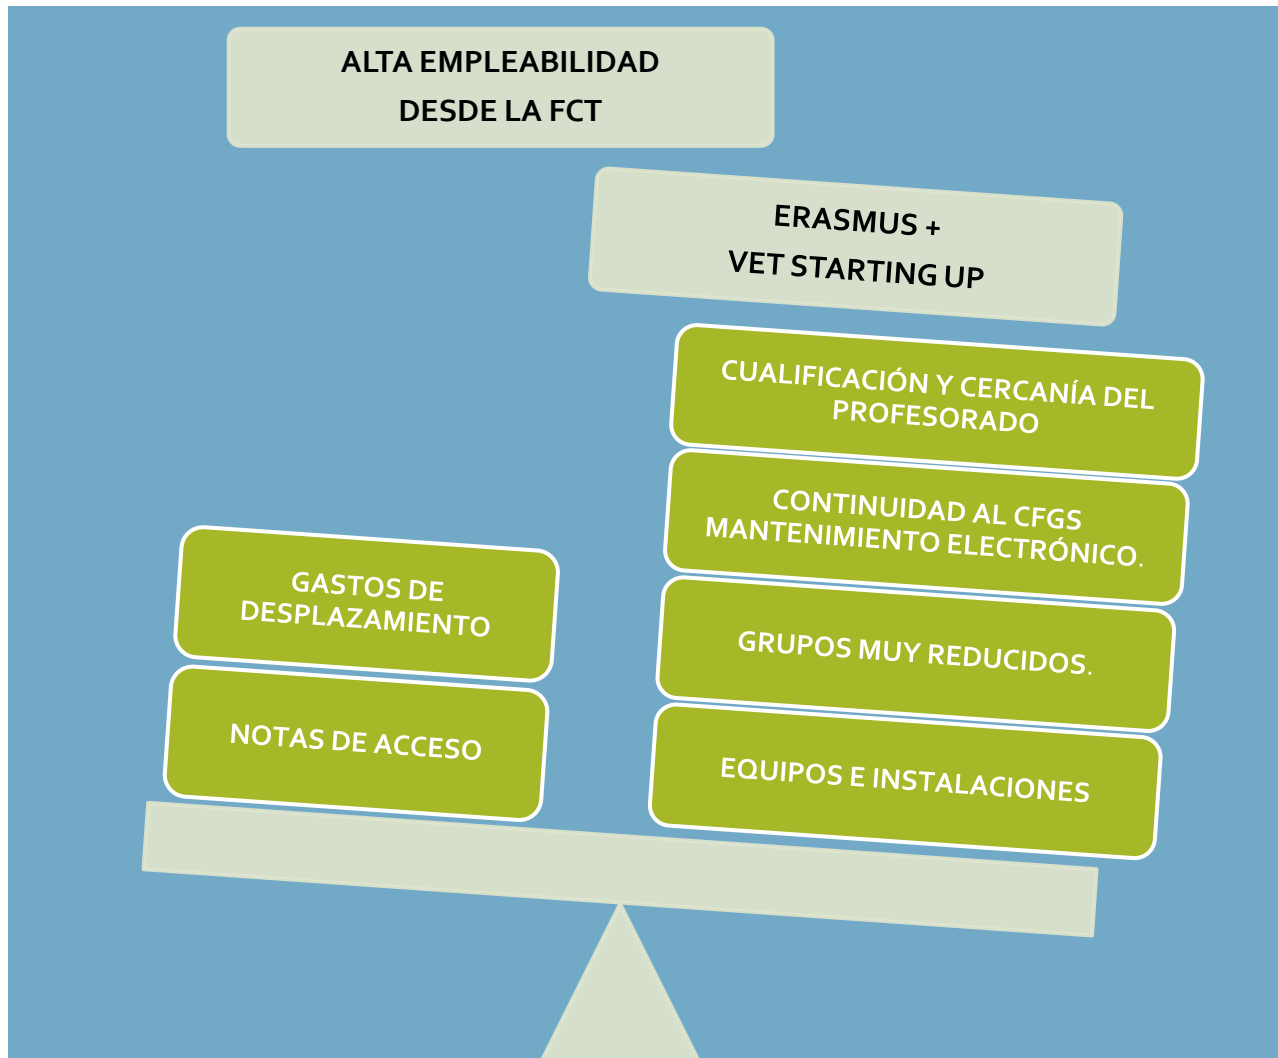 ALTA EMPLEABILIDAD
DESDE LA FCT
ERASMUS +
VET STARTING UP
CUALIFICACIÓN Y CERCANÍA DEL
PROFESORADO
CONTINUIDAD AL CFGS
MANTENIMIENTO ELECTRÓNICO.
GRUPOS MUY REDUCIDOS.
EQUIPOS E INSTALACIONES
GASTOS DE
DESPLAZAMIENTO
NOTAS DE ACCESO